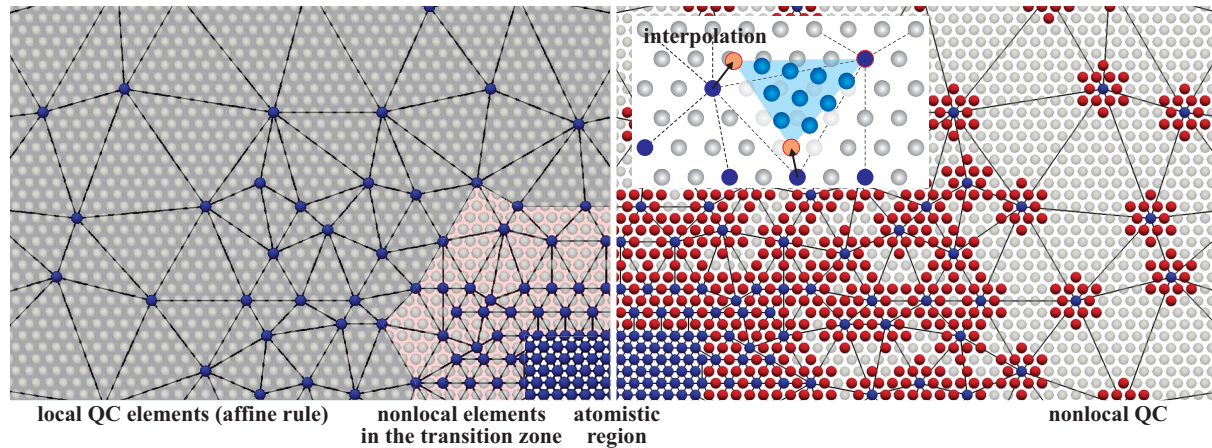 interpolation
local QC elements (affine rule)
nonlocal elements
in the transition zone
atomistic
region
nonlocal QC